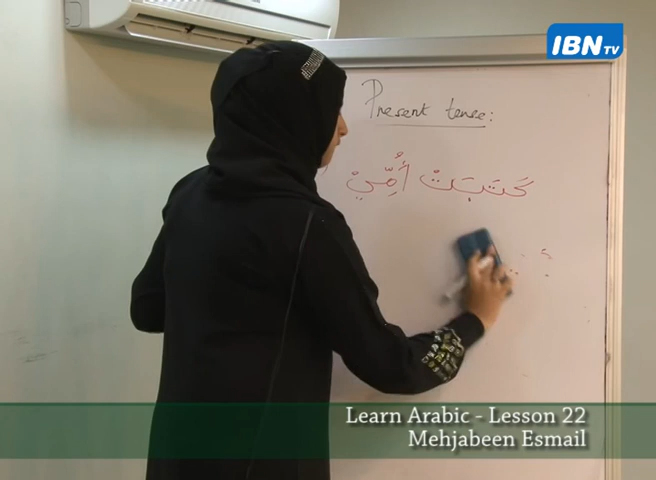 IBN TV
Present tense:
كَتَبَتْ أُمِّيْ
Learn Arabic - Lesson 22
Mehjabeen Esmail